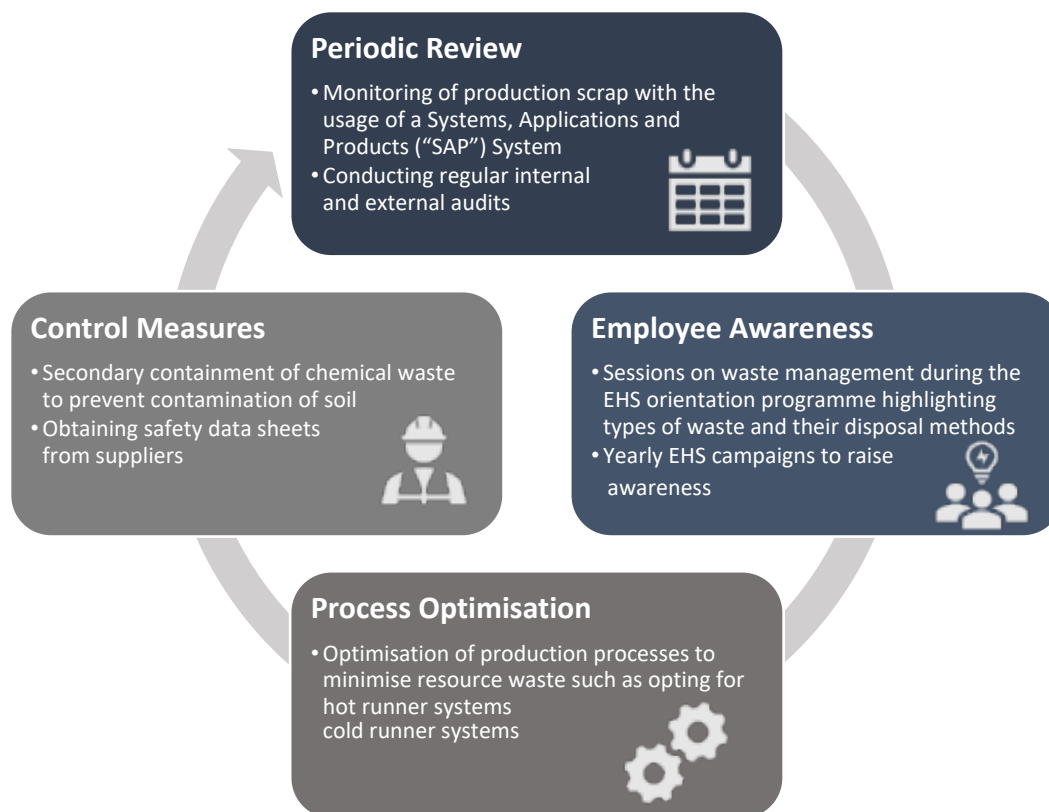 Periodic Review
• Monitoring of production scrap with the
usage of a Systems, Applications and
Products (“SAP”) System
• Conducting regular internal
and external audits
Control Measures
• Secondary containment of chemical waste
to prevent contamination of soil
• Obtaining safety data sheets
from suppliers
Employee Awareness
• Sessions on waste management during the
EHS orientation programme highlighting
types of waste and their disposal methods
• Yearly EHS campaigns to raise
awareness
Process Optimisation
• Optimisation of production processes to
minimise resource waste such as opting for
hot runner systems
cold runner systems